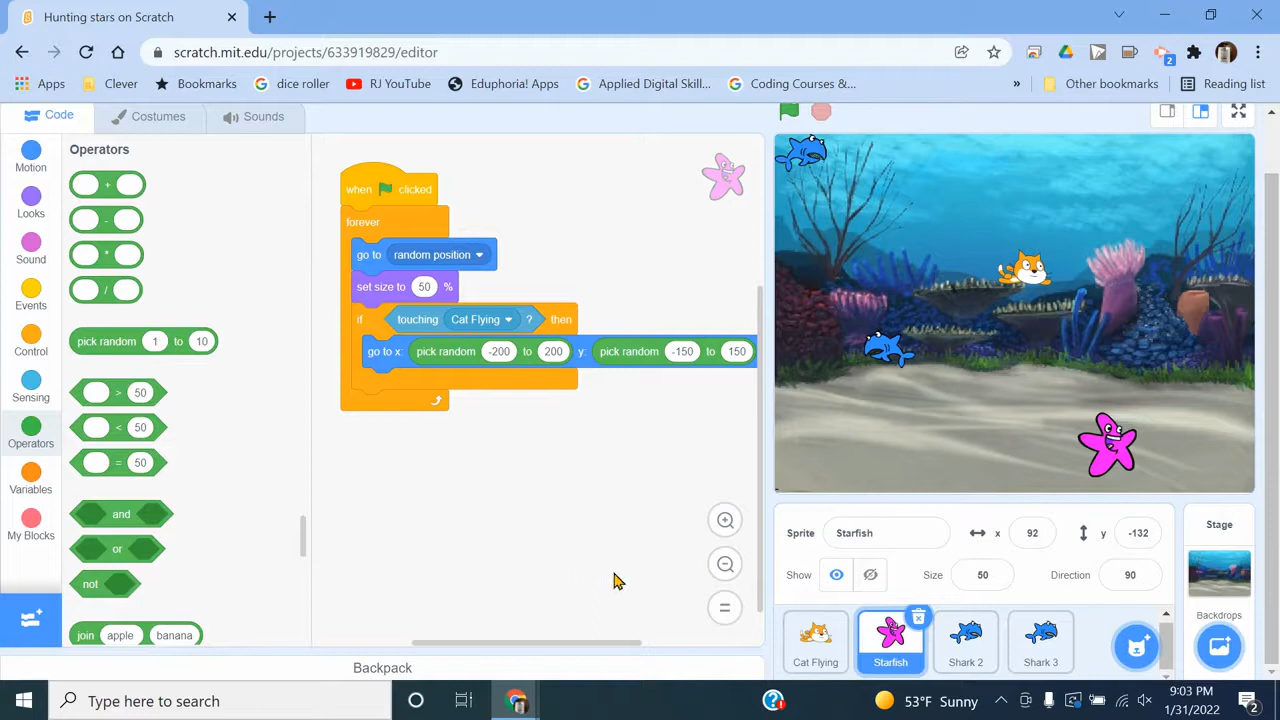 Hunting stars on Scratch
scratch.mit.edu/projects/633919829/editor
2
Apps
Clever
Bookmarks
dice roller
RJ YouTube
Eduphoria! Apps
Applied Digital Skill...
Coding Courses &...
»
Other bookmarks
Reading list
Code
Costumes
Sounds
Motion
Looks
Sound
Events
Control
Sensing
Operators
Variables
My Blocks
Operators
+
-
*
/
pick random 1 to 10
> 50
< 50
= 50
and
or
not
join apple banana
when clicked
forever
go to random position
set size to 50 %
if touching Cat Flying ? then
go to x: pick random -200 to 200 y: pick random -150 to 150
=
Backpack
Sprite Starfish x 92 y -132
Show Size 50 Direction 90
Cat Flying
Starfish
Shark 2
Shark 3
Stage
Backdrops
Type here to search
53°F Sunny
9:03 PM
1/31/2022
2